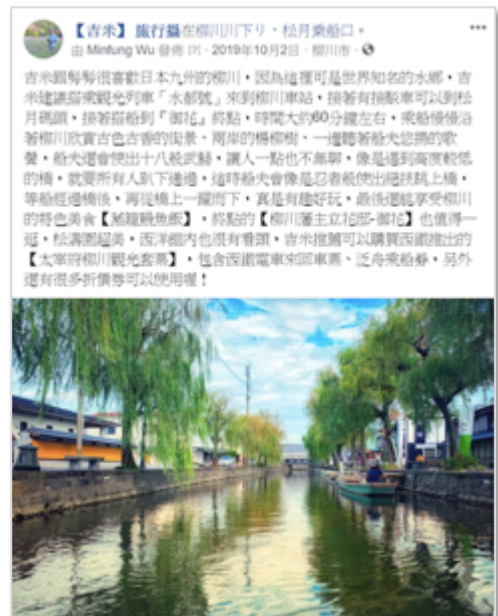 【吉米】 旅行攝在柳川川下り・松月乘船口。
由 Minfung Wu 發佈 [?]・2019年10月2日・柳川市・
吉米跟髣髣很喜歡日本九州的柳川，因為這裡可是世界知名的水鄉，吉
米建議搭乘觀光列車「水都號」來到柳川車站，接著有接駁車可以到松
月碼頭，接著搭船到『御花』終點，時間大約60分鐘左右，乘船慢慢沿
著柳川欣賞古色古香的街景、兩岸的楊柳樹、一邊聽著船夫悠揚的歌
聲，船夫還會使出十八般武藝，讓人一點也不無聊，像是遇到高度較低
的橋，就要所有人趴下通過，這時船夫會像是忍者般使出絕技跳上橋，
等船經過橋後，再從橋上一躍而下，真是有趣好玩，最後還能享受柳川
的特色美食【蒸籠鰻魚飯】，終點的【柳川藩主立花邸-御花】也值得一
逛，松濤園超美，西洋館內也很有看頭，吉米推薦可以購買西鐵推出的
【太宰府柳川觀光套票】，包含西鐵電車來回車票、泛舟乘船券，另外
還有很多折價券可以使用喔！